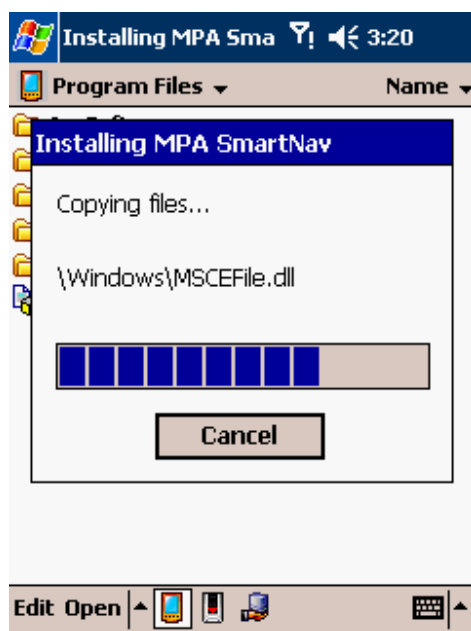 Installing MPA Sma 3:20
Program Files Name
Installing MPA SmartNav
Copying files...
\Windows\MSCEFile.dll
Cancel
Edit Open